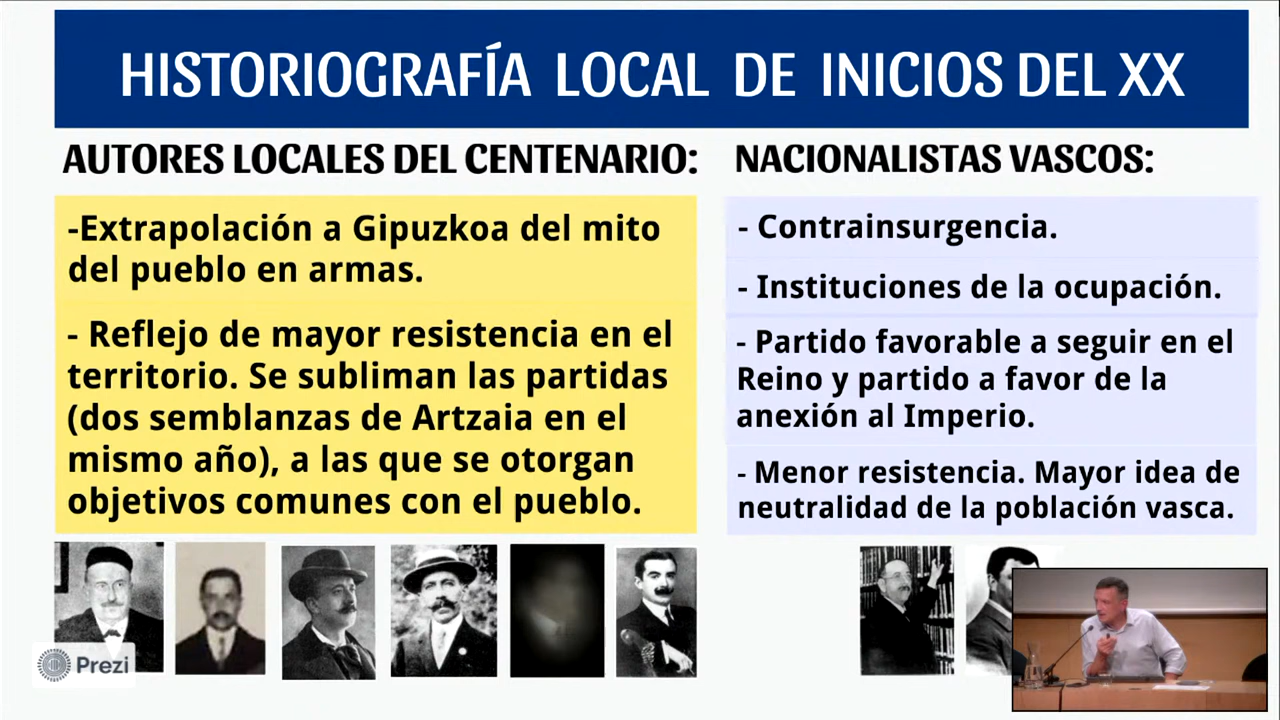 HISTORIOGRAFÍA LOCAL DE INICIOS DEL XX
AUTORES LOCALES DEL CENTENARIO:
-Extrapolación a Gipuzkoa del mito
del pueblo en armas.
- Reflejo de mayor resistencia en el
territorio. Se subliman las partidas
(dos semblanzas de Artzaia en el
mismo año), a las que se otorgan
objetivos comunes con el pueblo.
NACIONALISTAS VASCOS:
- Contrainsurgencia.
- Instituciones de la ocupación.
- Partido favorable a seguir en el
Reino y partido a favor de la
anexión al Imperio.
- Menor resistencia. Mayor idea de
neutralidad de la población vasca.
Prezi